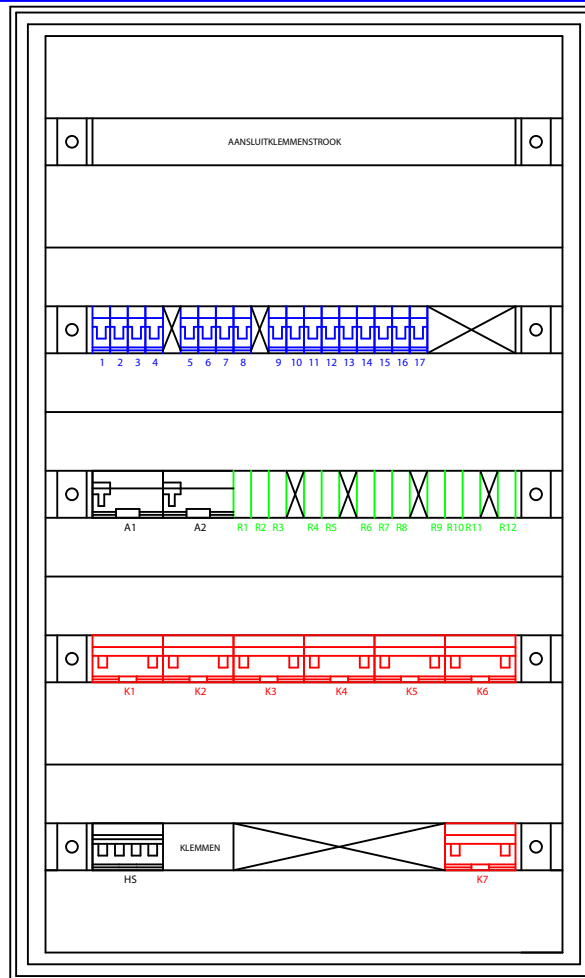 AANSLUITKLEMMENSTROOK
1 2 3 4 5 6 7 8 9 10 11 12 13 14 15 16 17
A1 A2 R1 R2 R3 R4 R5 R6 R7 R8 R9 R10 R11 R12
K1 K2 K3 K4 K5 K6
KLEMMEN
HS K7